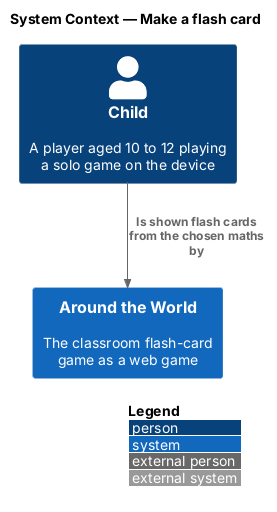 System Context — Make a flash card
Child
A player aged 10 to 12 playing
a solo game on the device
Is shown flash cards
from the chosen maths
by
Around the World
The classroom flash-card
game as a web game
Legend
person
system
external person
external system